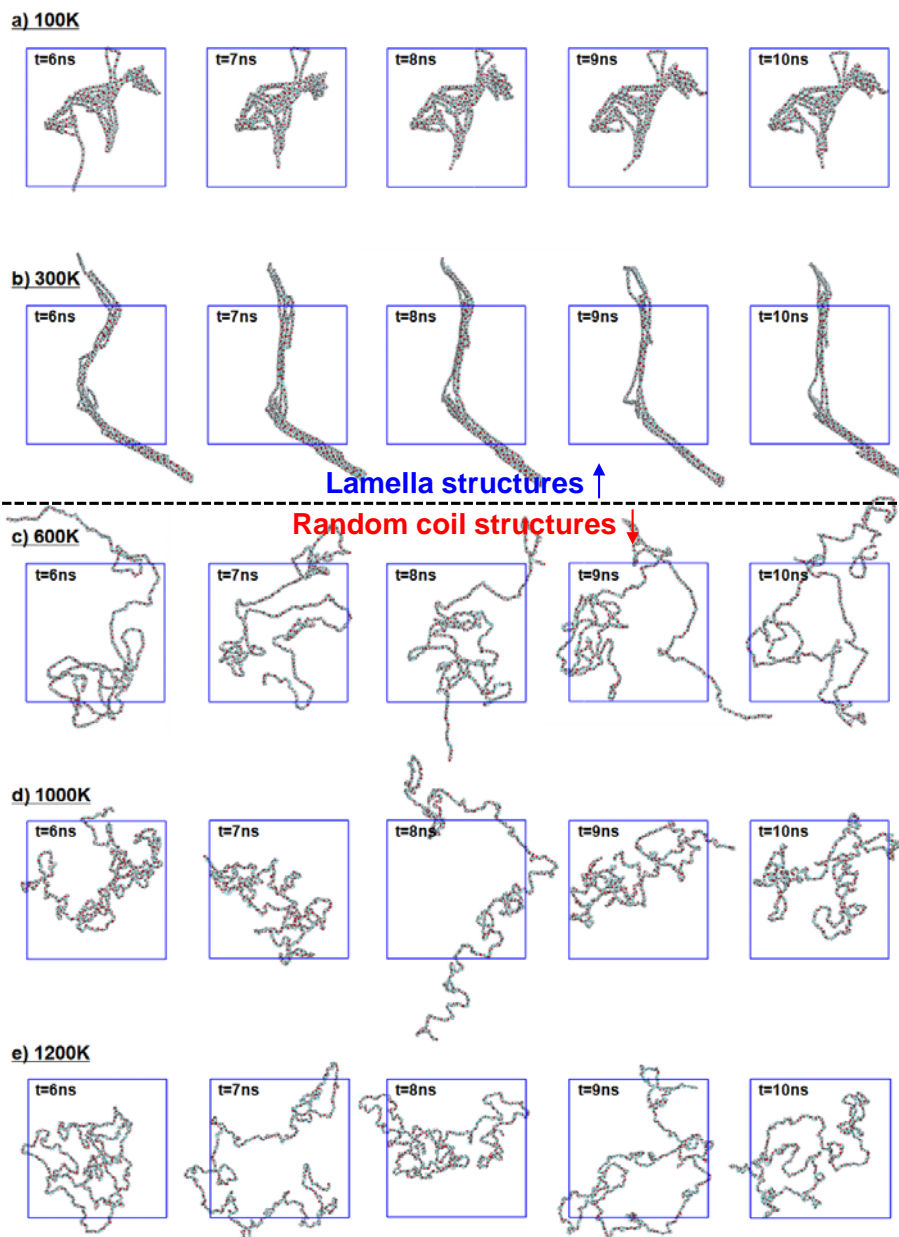 a) 100K
t=6ns t=7ns t=8ns t=9ns t=10ns
b) 300K
t=6ns t=7ns t=8ns t=9ns t=10ns
Lamella structures
Random coil structures
c) 600K
t=6ns t=7ns t=8ns t=9ns t=10ns
d) 1000K
t=6ns t=7ns t=8ns t=9ns t=10ns
e) 1200K
t=6ns t=7ns t=8ns t=9ns t=10ns